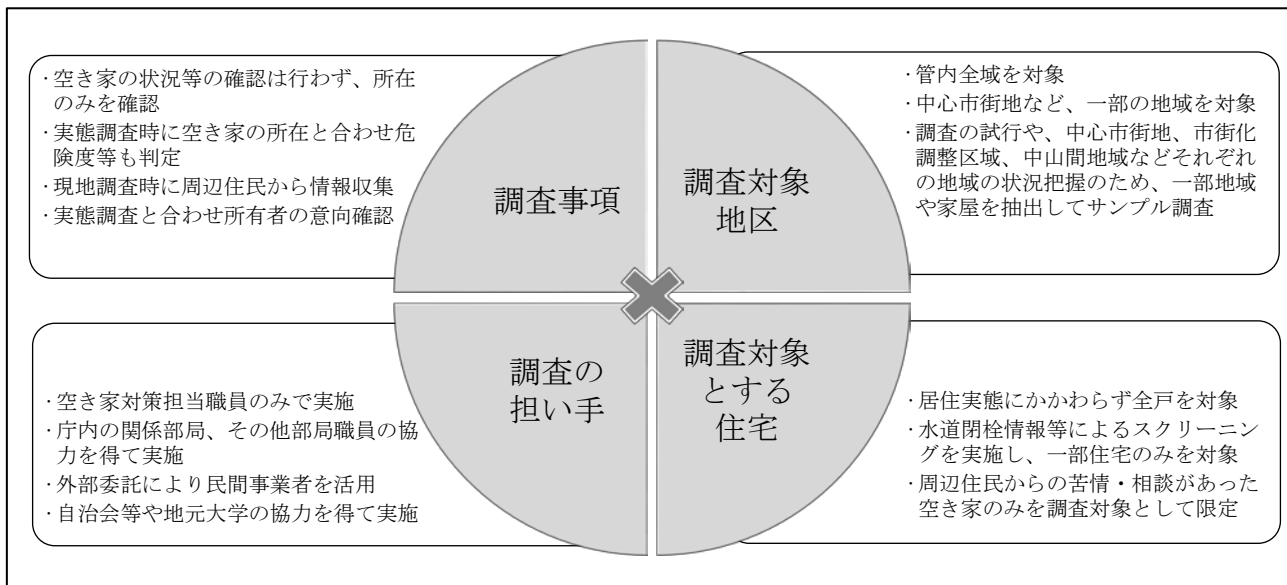 ・空き家の状況等の確認は行わず、所在
のみを確認
・実態調査時に空き家の所在と合わせ危
険度等も判定
・現地調査時に周辺住民から情報収集
・実態調査と合わせ所有者の意向確認
調査事項
調査対象
地区
・管内全域を対象
・中心市街地など、一部の地域を対象
・調査の試行や、中心市街地、市街化
調整区域、中山間地域などそれぞれ
の地域の状況把握のため、一部地域
や家屋を抽出してサンプル調査
・空き家対策担当職員のみで実施
・庁内の関係部局、その他部局職員の協
力を得て実施
・外部委託により民間事業者を活用
・自治会等や地元大学の協力を得て実施
調査の
担い手
調査対象
とする
住宅
・居住実態にかかわらず全戸を対象
・水道閉栓情報等によるスクリーニン
グを実施し、一部住宅のみを対象
・周辺住民からの苦情・相談があった
空き家のみを調査対象として限定